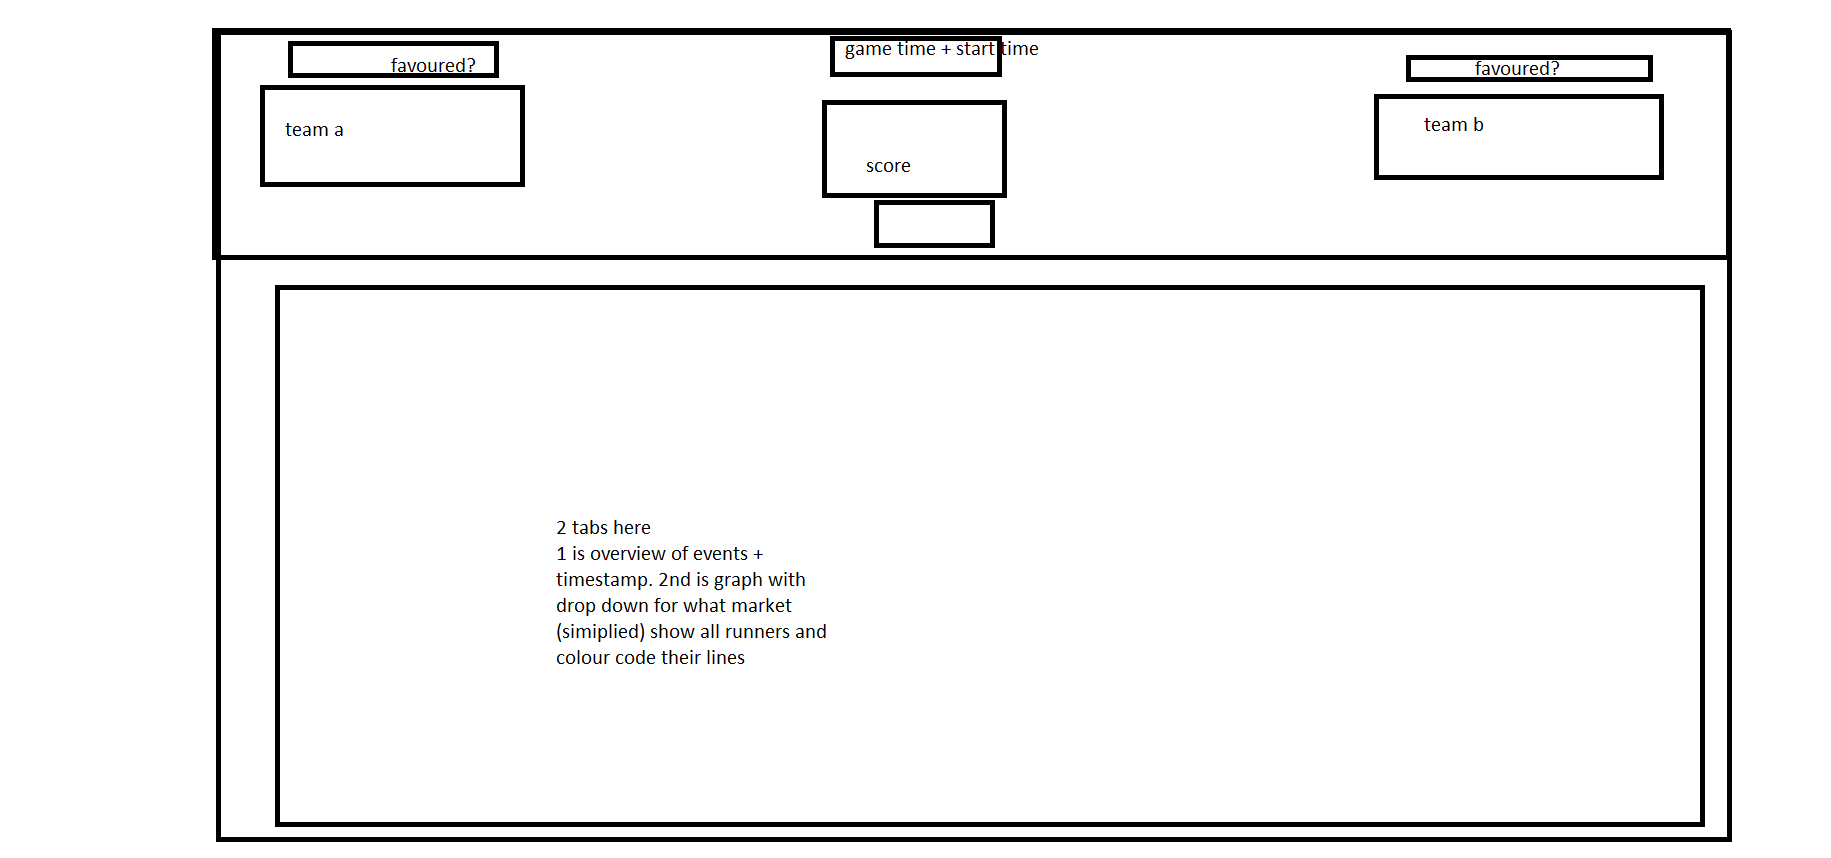 favoured?
game time + start time
favoured?
team a
team b
score
2 tabs here
1 is overview of events +
timestamp. 2nd is graph with
drop down for what market
(simiplied) show all runners and
colour code their lines